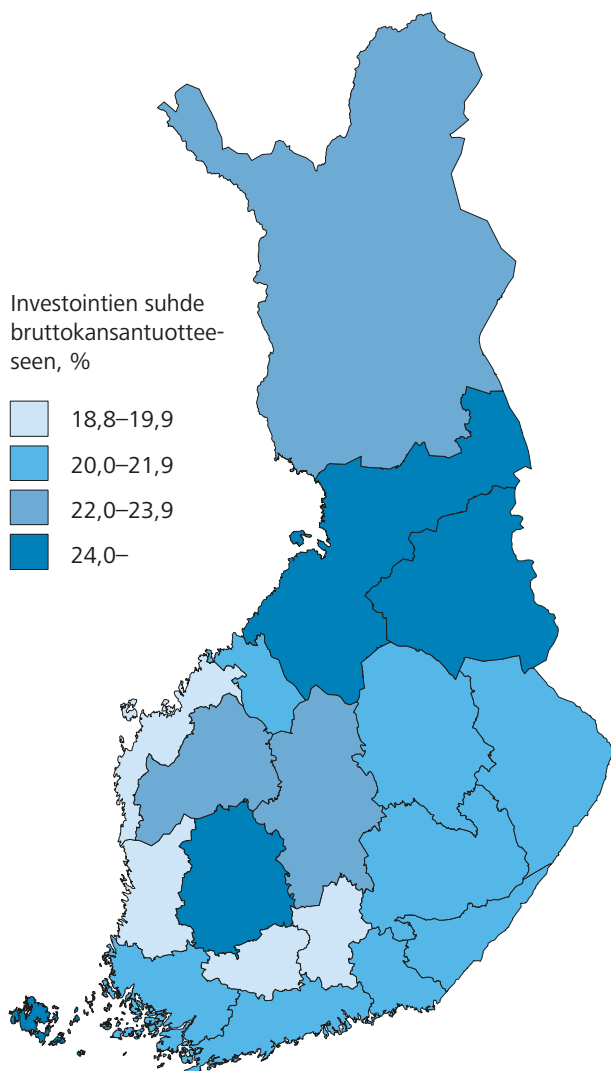 Investointien suhde
bruttokansantuottee-
seen, %
18,8–19,9
20,0–21,9
22,0–23,9
24,0–